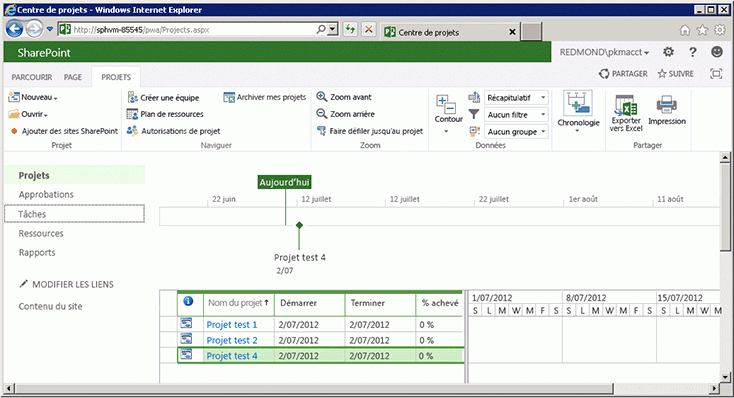 Centre de projets - Windows Internet Explorer
http://sphvm-85545/pwa/Projects.aspx
Centre de projets
SharePoint
REDMOND\pkmacct
?
PARCOURIR PAGE PROJETS
PARTAGER SUIVRE
Nouveau
Ouvrir
Ajouter des sites SharePoint
Projet
Créer une équipe
Plan de ressources
Autorisations de projet
Archiver mes projets
Naviguer
Zoom avant
Zoom arrière
Faire défiler jusqu'au projet
Zoom
Contour
Récapitulatif
Aucun filtre
Aucun groupe
Données
Chronologie
Exporter
vers Excel
Impression
Partager
Projets
Approbations
Tâches
Ressources
Rapports
MODIFIER LES LIENS
Contenu du site
Aujourd'hui
22 juin 12 juillet 12 juillet 22 juillet 1er août 11 août
Projet test 4
2/07
Nom du projet Démarrer Terminer % achevé
1/07/2012 8/07/2012 15/07/2012
S L M W M F S S L M W M F S S L M W M
Projet test 1 2/07/2012 2/07/2012 0 %
Projet test 2 2/07/2012 2/07/2012 0 %
Projet test 4 2/07/2012 2/07/2012 0 %